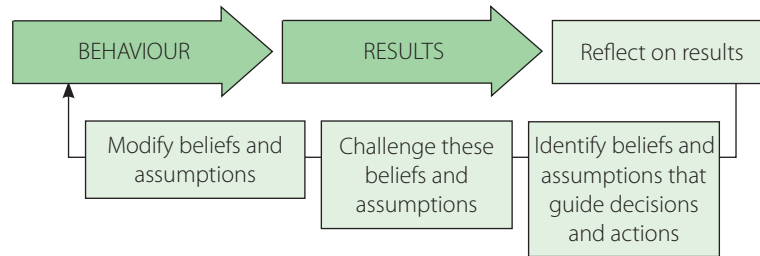 BEHAVIOUR
RESULTS
Reflect on results
Modify beliefs and
assumptions
Challenge these
beliefs and
assumptions
Identify beliefs and
assumptions that
guide decisions
and actions